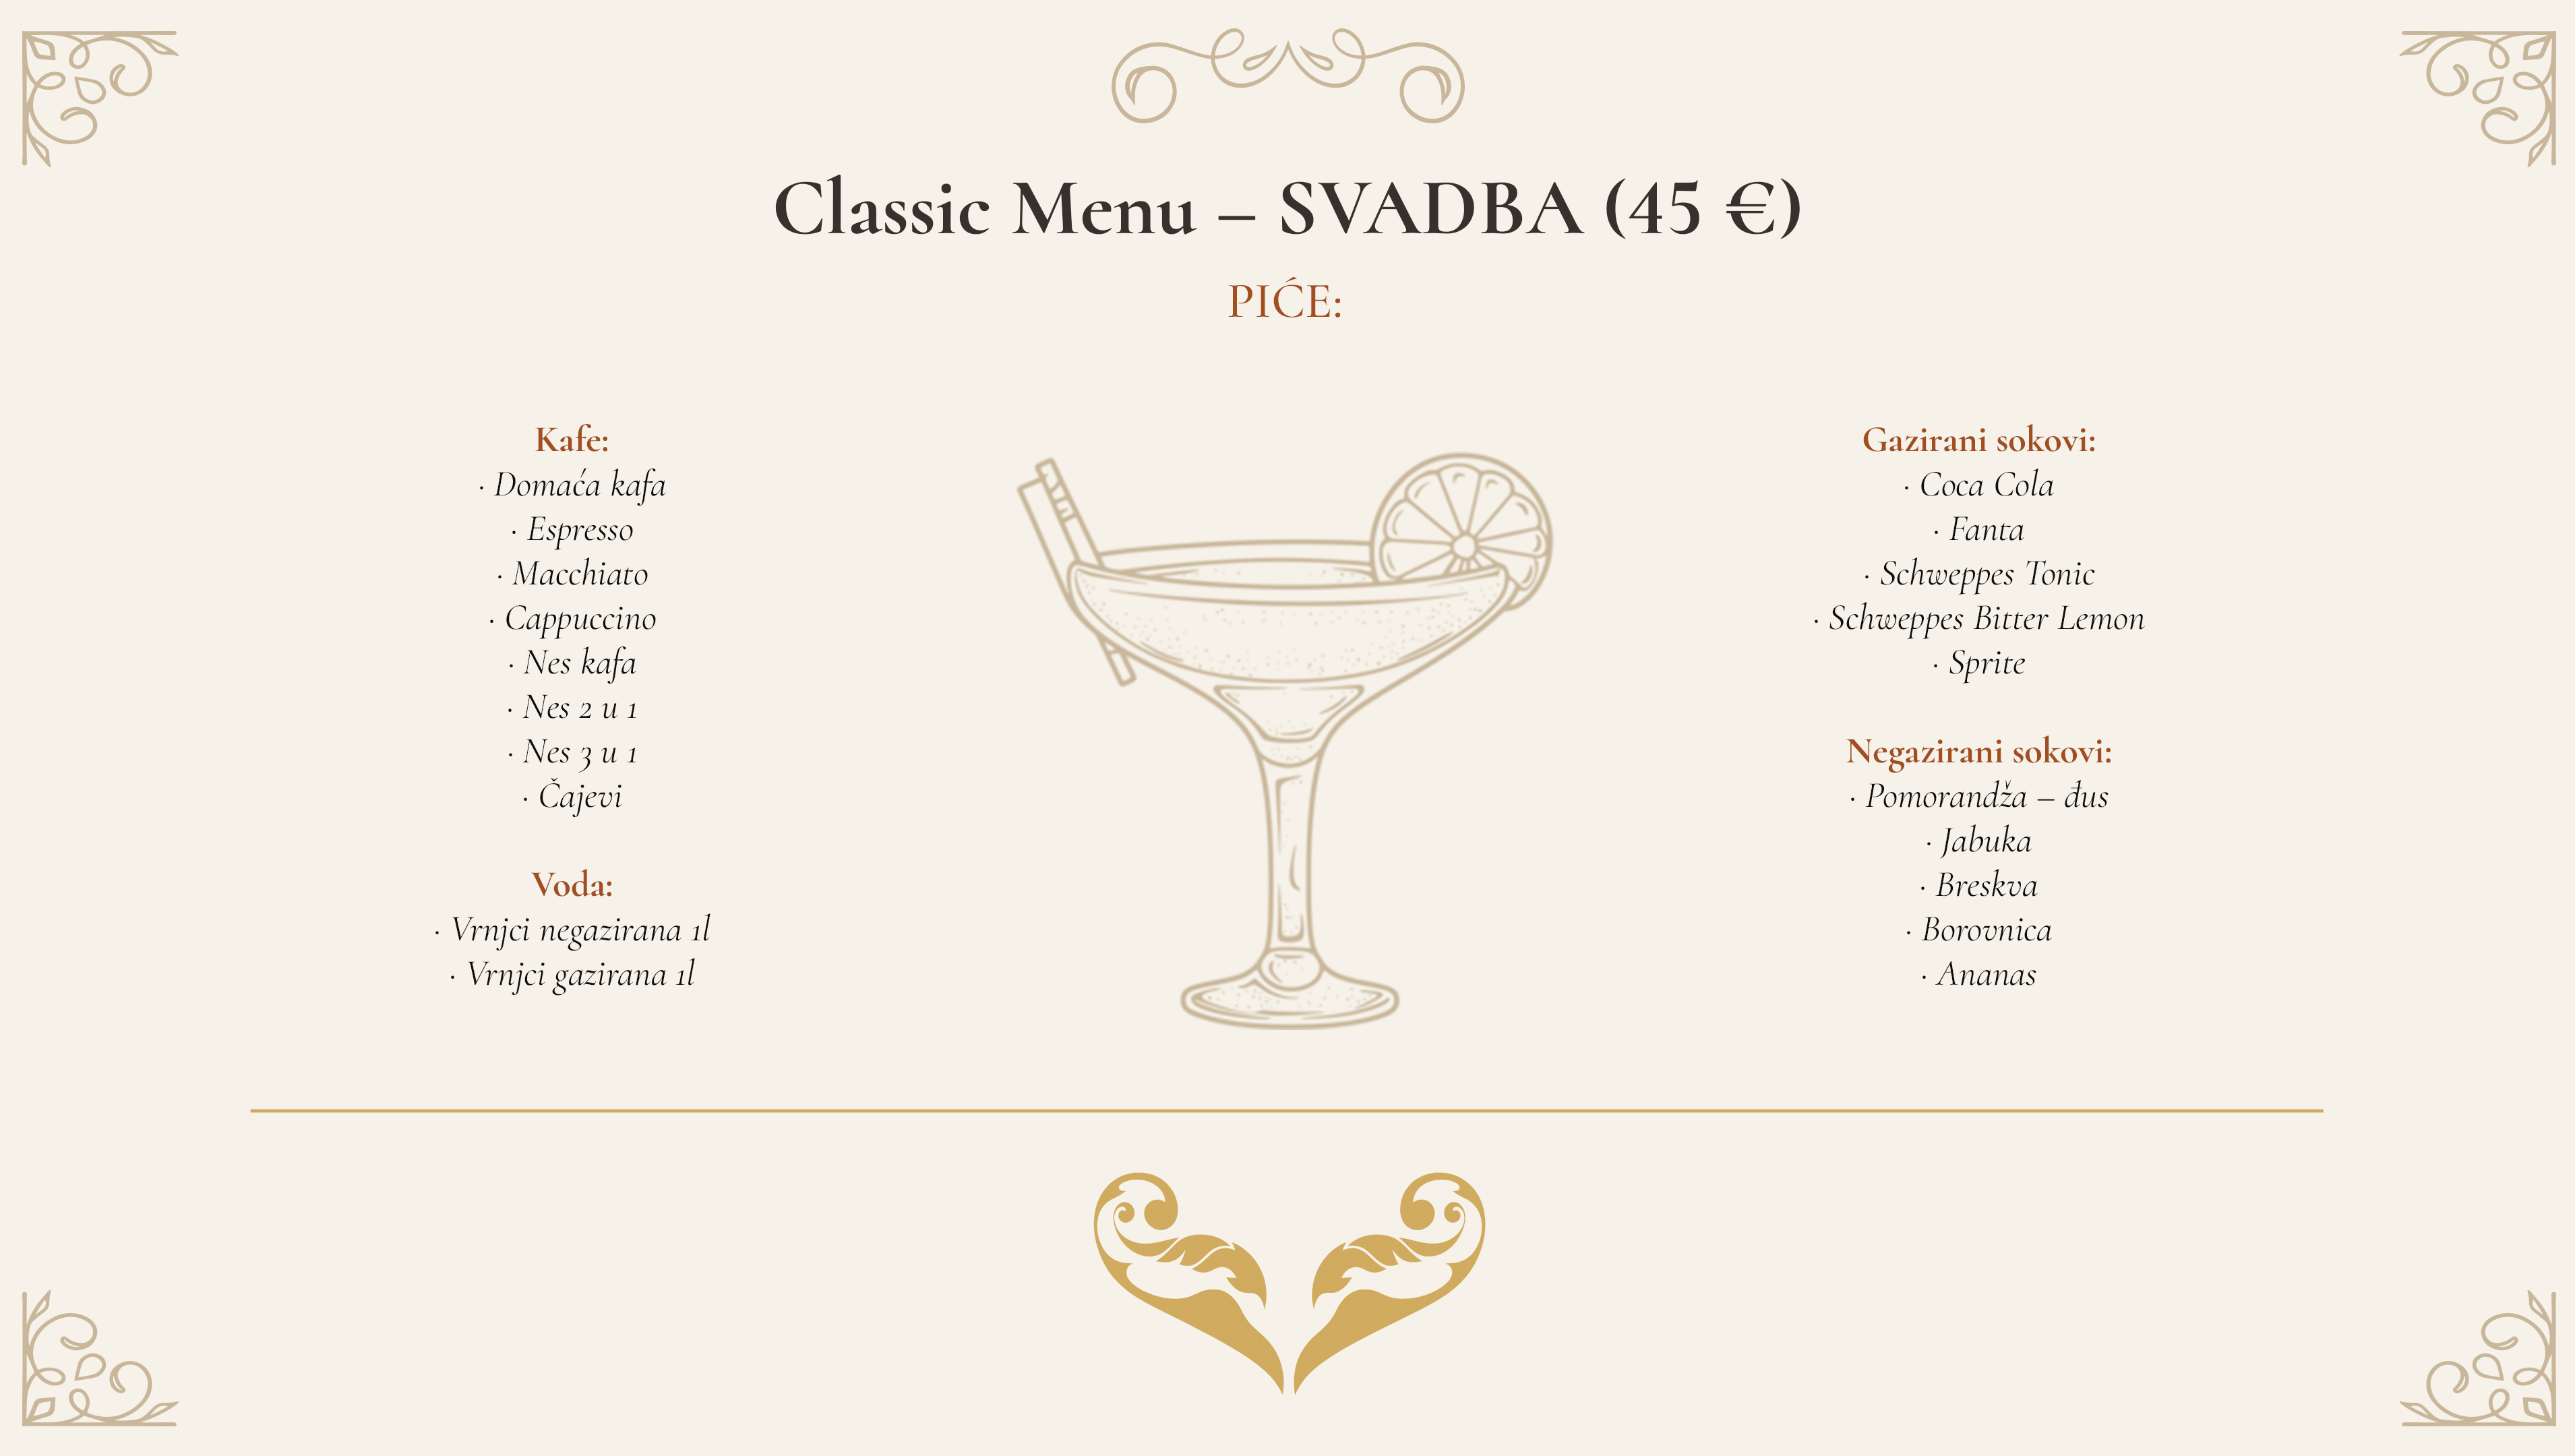 Classic Menu – SVADBA (45 €)
PIĆE:
Kafe:
· Domaća kafa
· Espresso
· Macchiato
· Cappuccino
· Nes kafa
· Nes 2 u 1
· Nes 3 u 1
· Čajevi
Voda:
· Vrnjci negazirana 1l
· Vrnjci gazirana 1l
Gazirani sokovi:
· Coca Cola
· Fanta
· Schweppes Tonic
· Schweppes Bitter Lemon
· Sprite
Negazirani sokovi:
· Pomorandža – đus
· Jabuka
· Breskva
· Borovnica
· Ananas